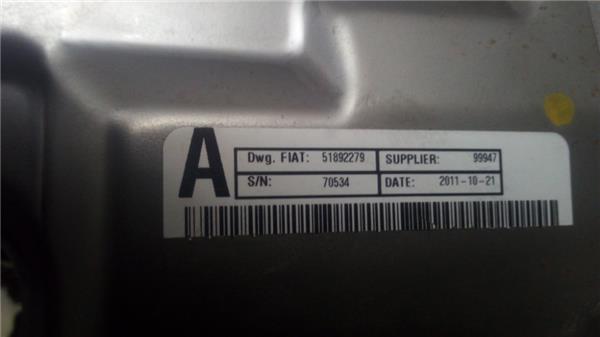 A
Dwg. FIAT: 51892279 SUPPLIER: 99947
S/N: 70534 DATE: 2011-10-21